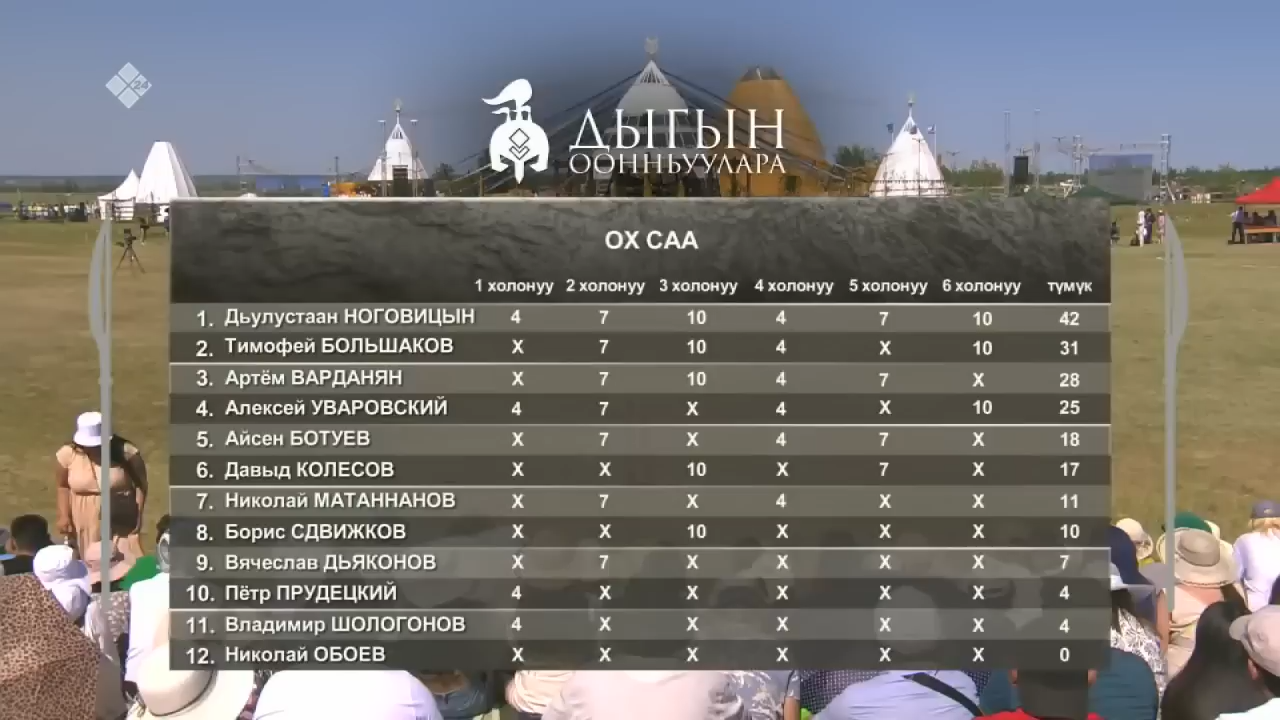 24
ДЫГЫН
ООННЬУУЛАРА
ОХ САА
1 холонуу 2 холонуу 3 холонуу 4 холонуу 5 холонуу 6 холонуу түмүк
1. Дьулустаан НОГОВИЦЫН 4 7 10 4 7 10 42
2. Тимофей БОЛЬШАКОВ X 7 10 4 X 10 31
3. Артём ВАРДАНЯН X 7 10 4 7 X 28
4. Алексей УВАРОВСКИЙ 4 7 X 4 X 10 25
5. Айсен БОТУЕВ X 7 X 4 7 X 18
6. Давыд КОЛЕСОВ X X 10 X 7 X 17
7. Николай МАТАННАНОВ X 7 X 4 X X 11
8. Борис СДВИЖКОВ X X 10 X X X 10
9. Вячеслав ДЬЯКОНОВ X 7 X X X X 7
10. Пётр ПРУДЕЦКИЙ 4 X X X X X 4
11. Владимир ШОЛОГОНОВ 4 X X X X X 4
12. Николай ОБОЕВ X X X X X X 0